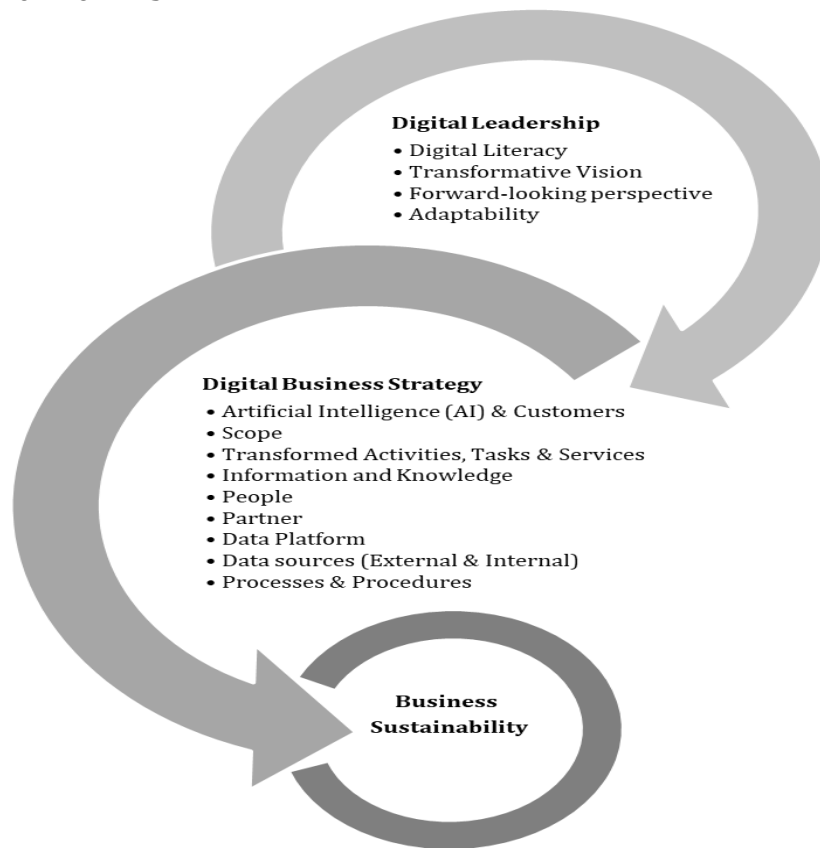 Digital Leadership
• Digital Literacy
• Transformative Vision
• Forward-looking perspective
• Adaptability
Digital Business Strategy
• Artificial Intelligence (AI) & Customers
• Scope
• Transformed Activities, Tasks & Services
• Information and Knowledge
• People
• Partner
• Data Platform
• Data sources (External & Internal)
• Processes & Procedures
Business
Sustainability